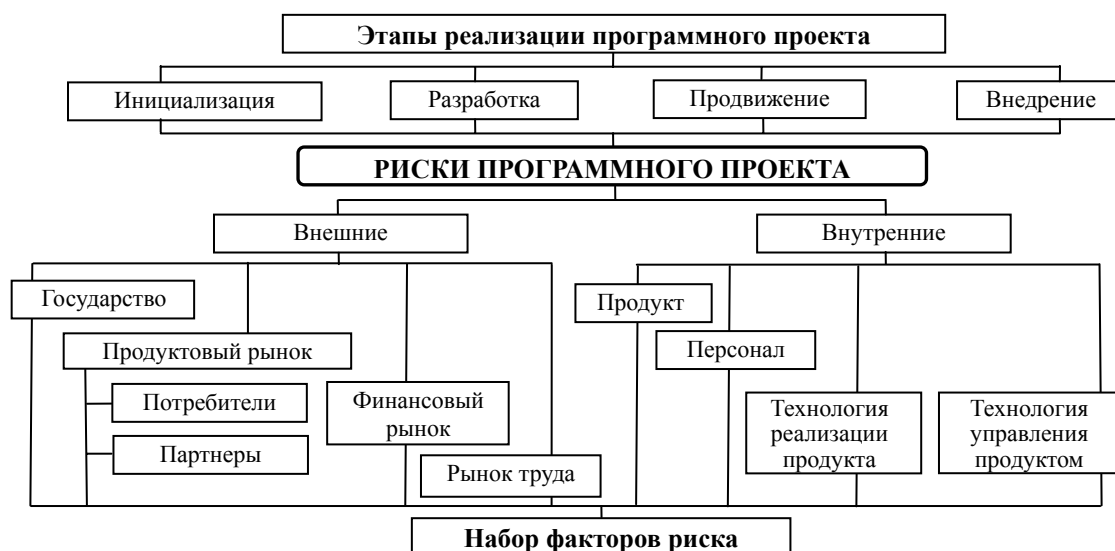 Этапы реализации программного проекта
Инициализация
Разработка
Продвижение
Внедрение
РИСКИ ПРОГРАММНОГО ПРОЕКТА
Внешние
Внутренние
Государство
Продуктовый рынок
Потребители
Партнеры
Финансовый
рынок
Рынок труда
Продукт
Персонал
Технология
реализации
продукта
Технология
управления
продуктом
Набор факторов риска